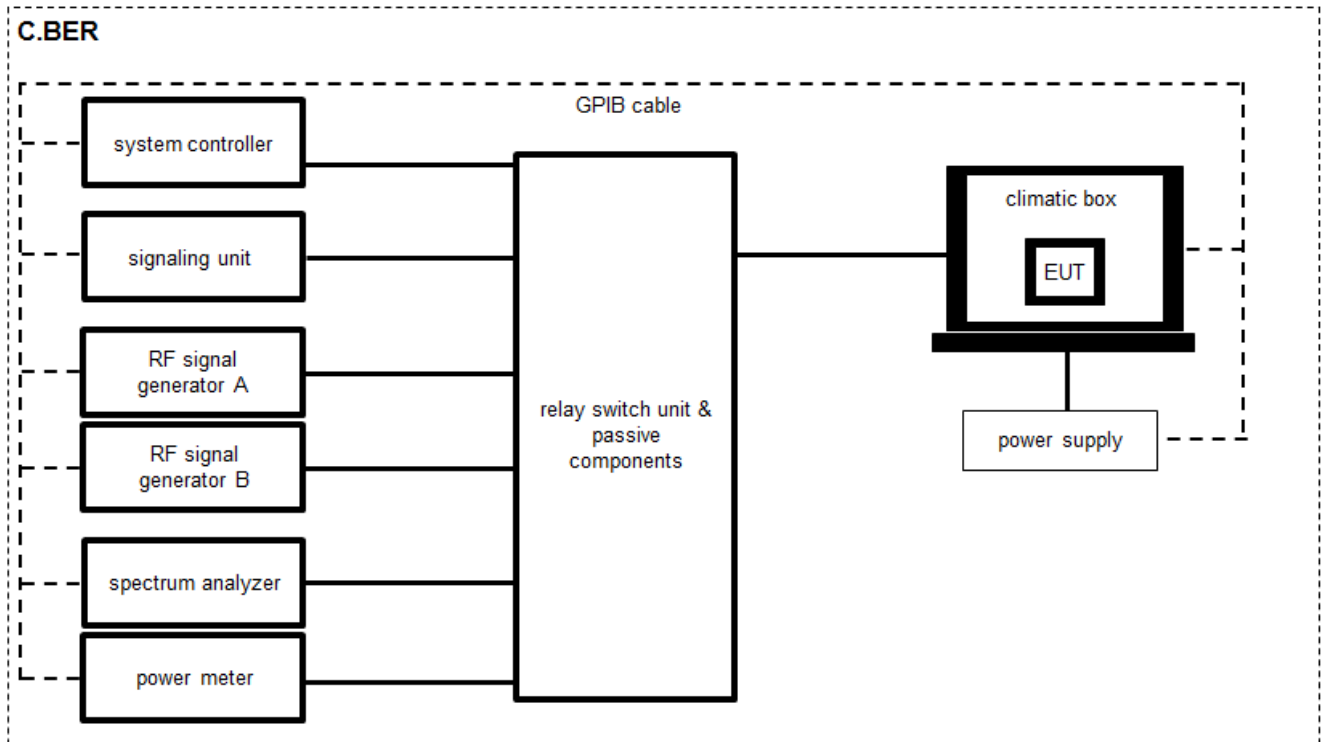 C.BER
GPIB cable
system controller
signaling unit
RF signal
generator A
RF signal
generator B
spectrum analyzer
power meter
relay switch unit &
passive
components
climatic box
EUT
power supply